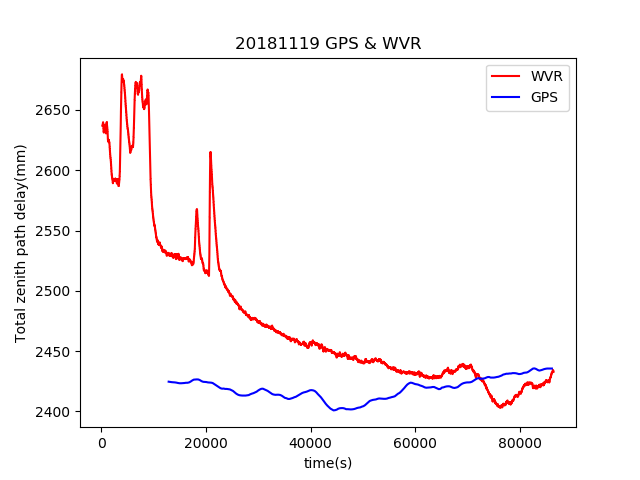 20181119 GPS & WVR
WVR
GPS
Total zenith path delay(mm)
2650
2600
2550
2500
2450
2400
0 20000 40000 60000 80000
time(s)